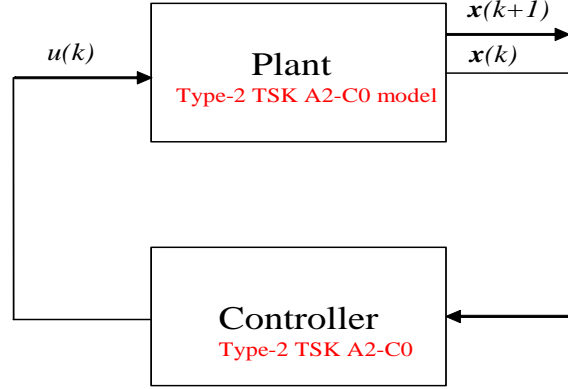 x(k+1)
u(k)
x(k)
Plant
Type-2 TSK A2-C0 model
Controller
Type-2 TSK A2-C0